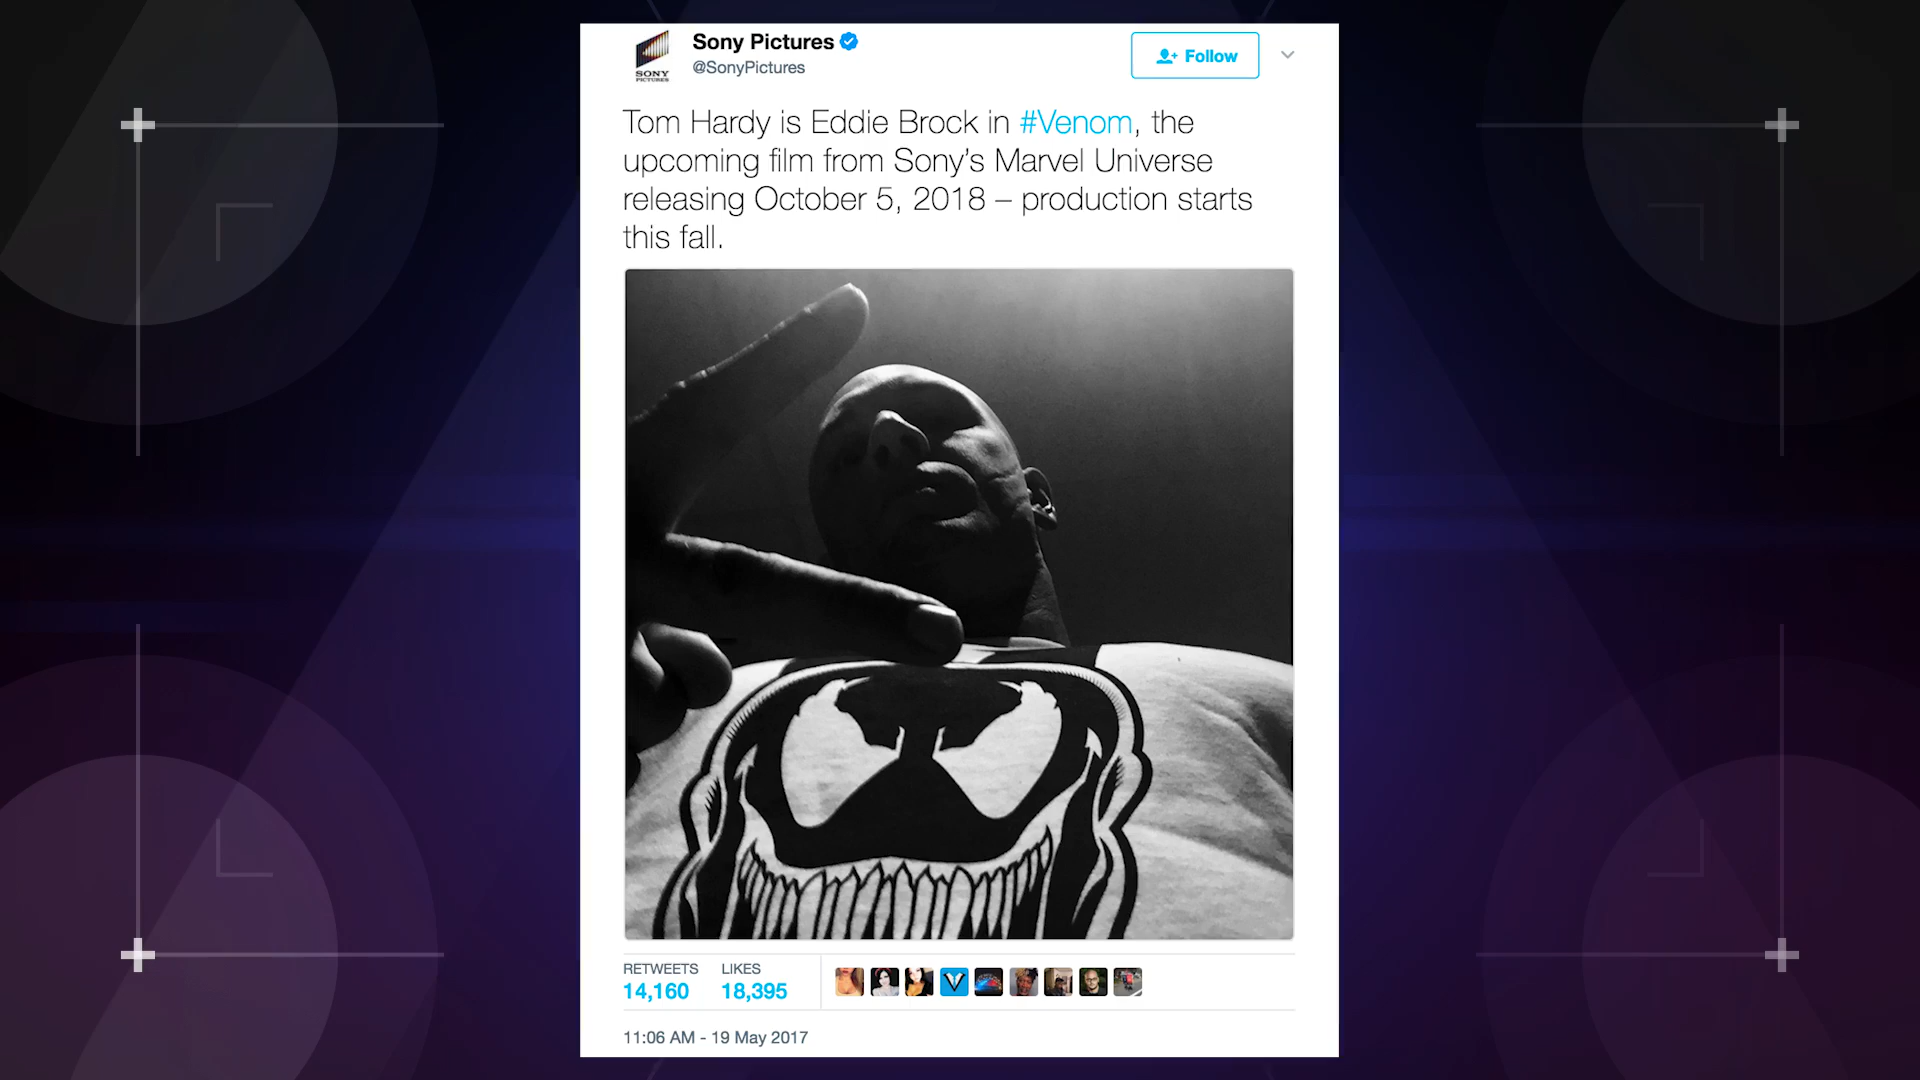 Sony Pictures
@SonyPictures
Follow
SONY
PICTURES
Tom Hardy is Eddie Brock in #Venom, the
upcoming film from Sony's Marvel Universe
releasing October 5, 2018 – production starts
this fall.
RETWEETS LIKES
14,160 18,395
11:06 AM - 19 May 2017